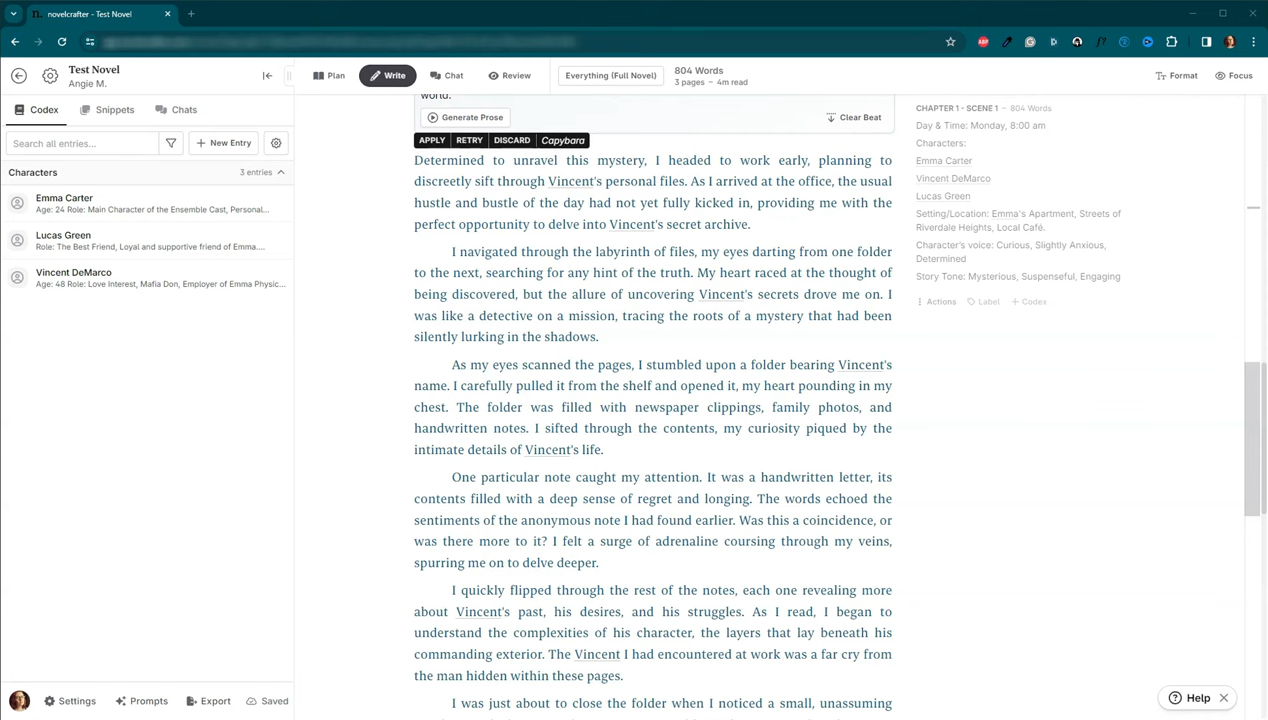 novelcrafter - Test Novel
Test Novel
Angie M.
Plan
Write
Chat
Review
Everything (Full Novel)
804 Words
3 pages • 4m read
Format
Focus
Codex
Snippets
Chats
Search all entries...
+ New Entry
Characters
3 entries
Emma Carter
Age: 24 Role: Main Character of the Ensemble Cast, Personal...
Lucas Green
Role: The Best Friend, Loyal and supportive friend of Emma....
Vincent DeMarco
Age: 48 Role: Love Interest, Mafia Don, Employer of Emma Physic...
world.
Generate Prose
Clear Beat
APPLY RETRY DISCARD Capybara
Determined to unravel this mystery, I headed to work early, planning to
discreetly sift through Vincent's personal files. As I arrived at the office, the usual
hustle and bustle of the day had not yet fully kicked in, providing me with the
perfect opportunity to delve into Vincent's secret archive.
I navigated through the labyrinth of files, my eyes darting from one folder
to the next, searching for any hint of the truth. My heart raced at the thought of
being discovered, but the allure of uncovering Vincent's secrets drove me on. I
was like a detective on a mission, tracing the roots of a mystery that had been
silently lurking in the shadows.
As my eyes scanned the pages, I stumbled upon a folder bearing Vincent's
name. I carefully pulled it from the shelf and opened it, my heart pounding in my
chest. The folder was filled with newspaper clippings, family photos, and
handwritten notes. I sifted through the contents, my curiosity piqued by the
intimate details of Vincent's life.
One particular note caught my attention. It was a handwritten letter, its
contents filled with a deep sense of regret and longing. The words echoed the
sentiments of the anonymous note I had found earlier. Was this a coincidence, or
was there more to it? I felt a surge of adrenaline coursing through my veins,
spurring me on to delve deeper.
I quickly flipped through the rest of the notes, each one revealing more
about Vincent's past, his desires, and his struggles. As I read, I began to
understand the complexities of his character, the layers that lay beneath his
commanding exterior. The Vincent I had encountered at work was a far cry from
the man hidden within these pages.
I was just about to close the folder when I noticed a small, unassuming
CHAPTER 1 - SCENE 1 – 804 Words
Day & Time: Monday, 8:00 am
Characters:
Emma Carter
Vincent DeMarco
Lucas Green
Setting/Location: Emma's Apartment, Streets of
Riverdale Heights, Local Café.
Character's voice: Curious, Slightly Anxious,
Determined
Story Tone: Mysterious, Suspenseful, Engaging
Actions
Label
+ Codex
Settings
Prompts
Export
Saved
Help